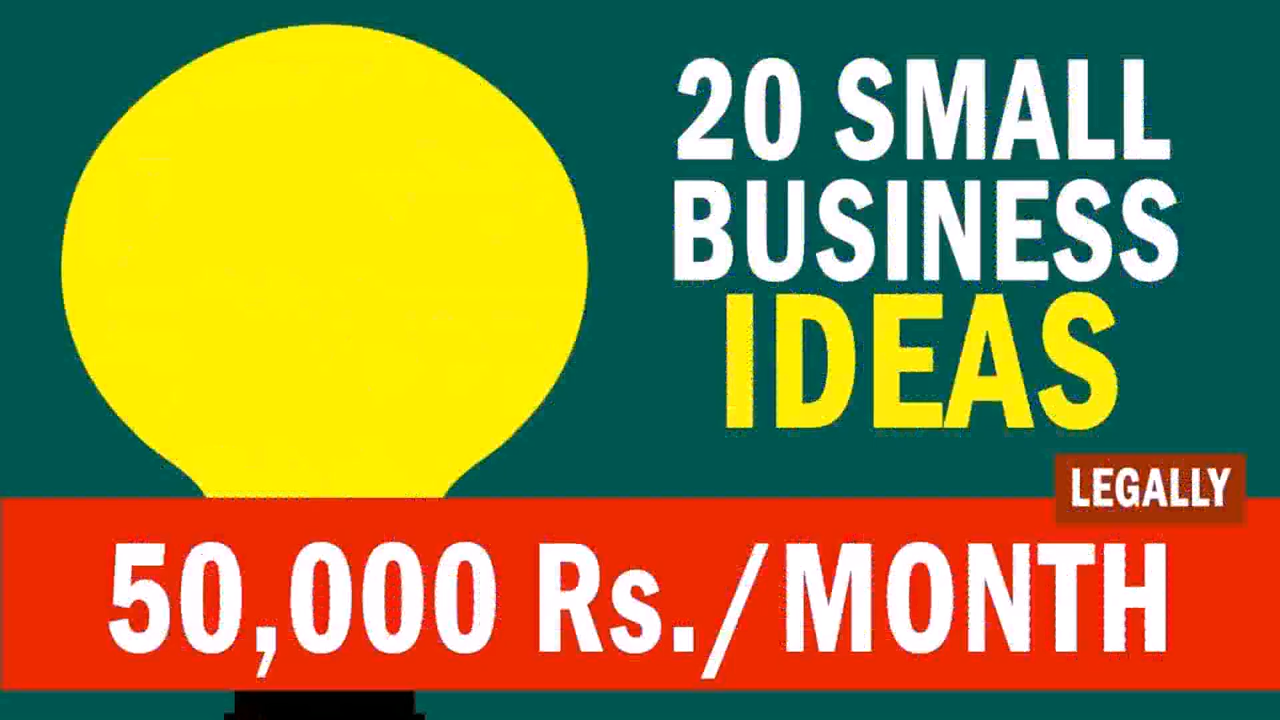 20 SMALL
BUSINESS
IDEAS
LEGALLY
50,000 Rs./MONTH